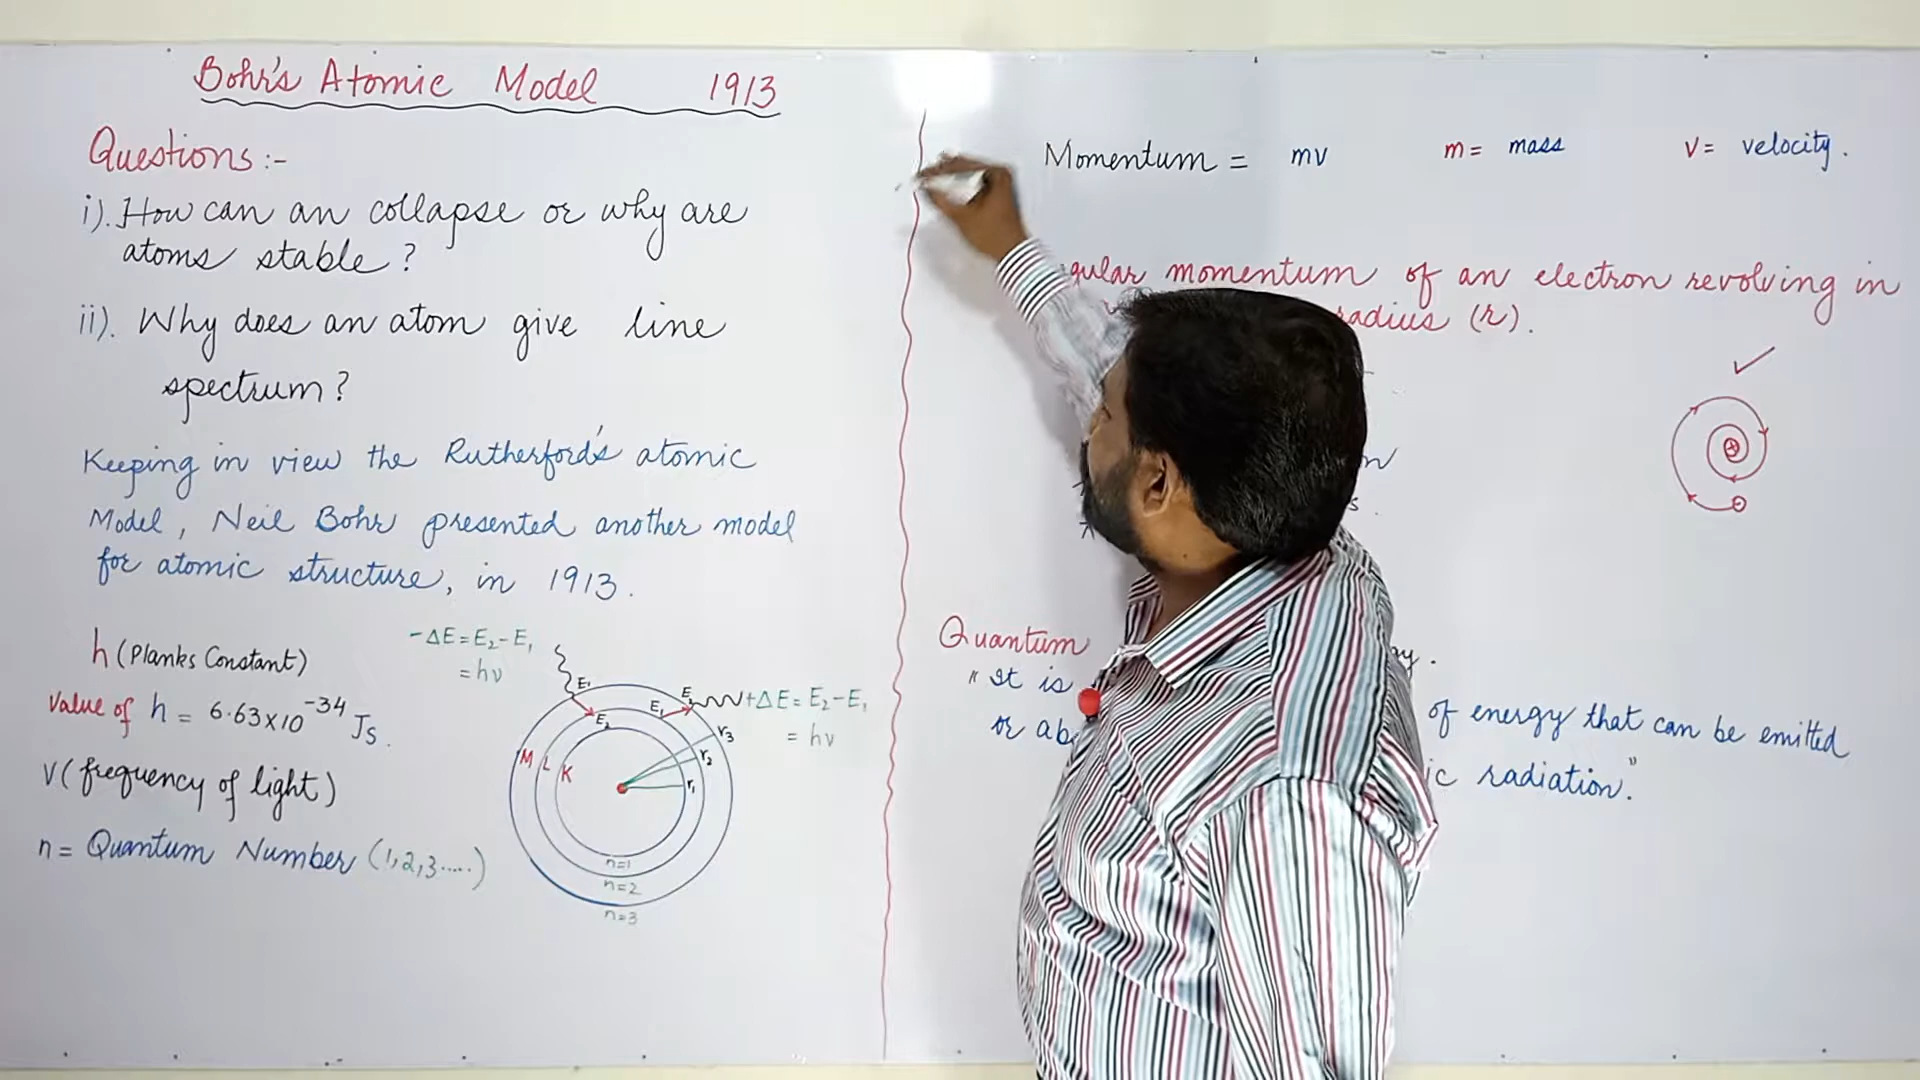 Bohr's Atomic Model 1913
Questions:-
i). How can an collapse or why are
atoms stable?
ii). Why does an atom give line
spectrum?
Keeping in view the Rutherford's atomic
Model, Neil Bohr presented another model
for atomic structure, in 1913.
h (Planks Constant)
Value of h = 6.63x10⁻³⁴ Js.
ν (frequency of light)
n = Quantum Number (1,2,3.....)
-ΔE = E₂-E₁
= hν
E₁
E₂
E₁
E₂
+ΔE = E₂-E₁
= hν
r₃
r₂
r₁
M L K
n=1
n=2
n=3
Momentum = mv m= mass v= velocity.
momentum of an electron revolving in
radius (r).
Quantum
"It is of energy that can be emitted
or radiation."